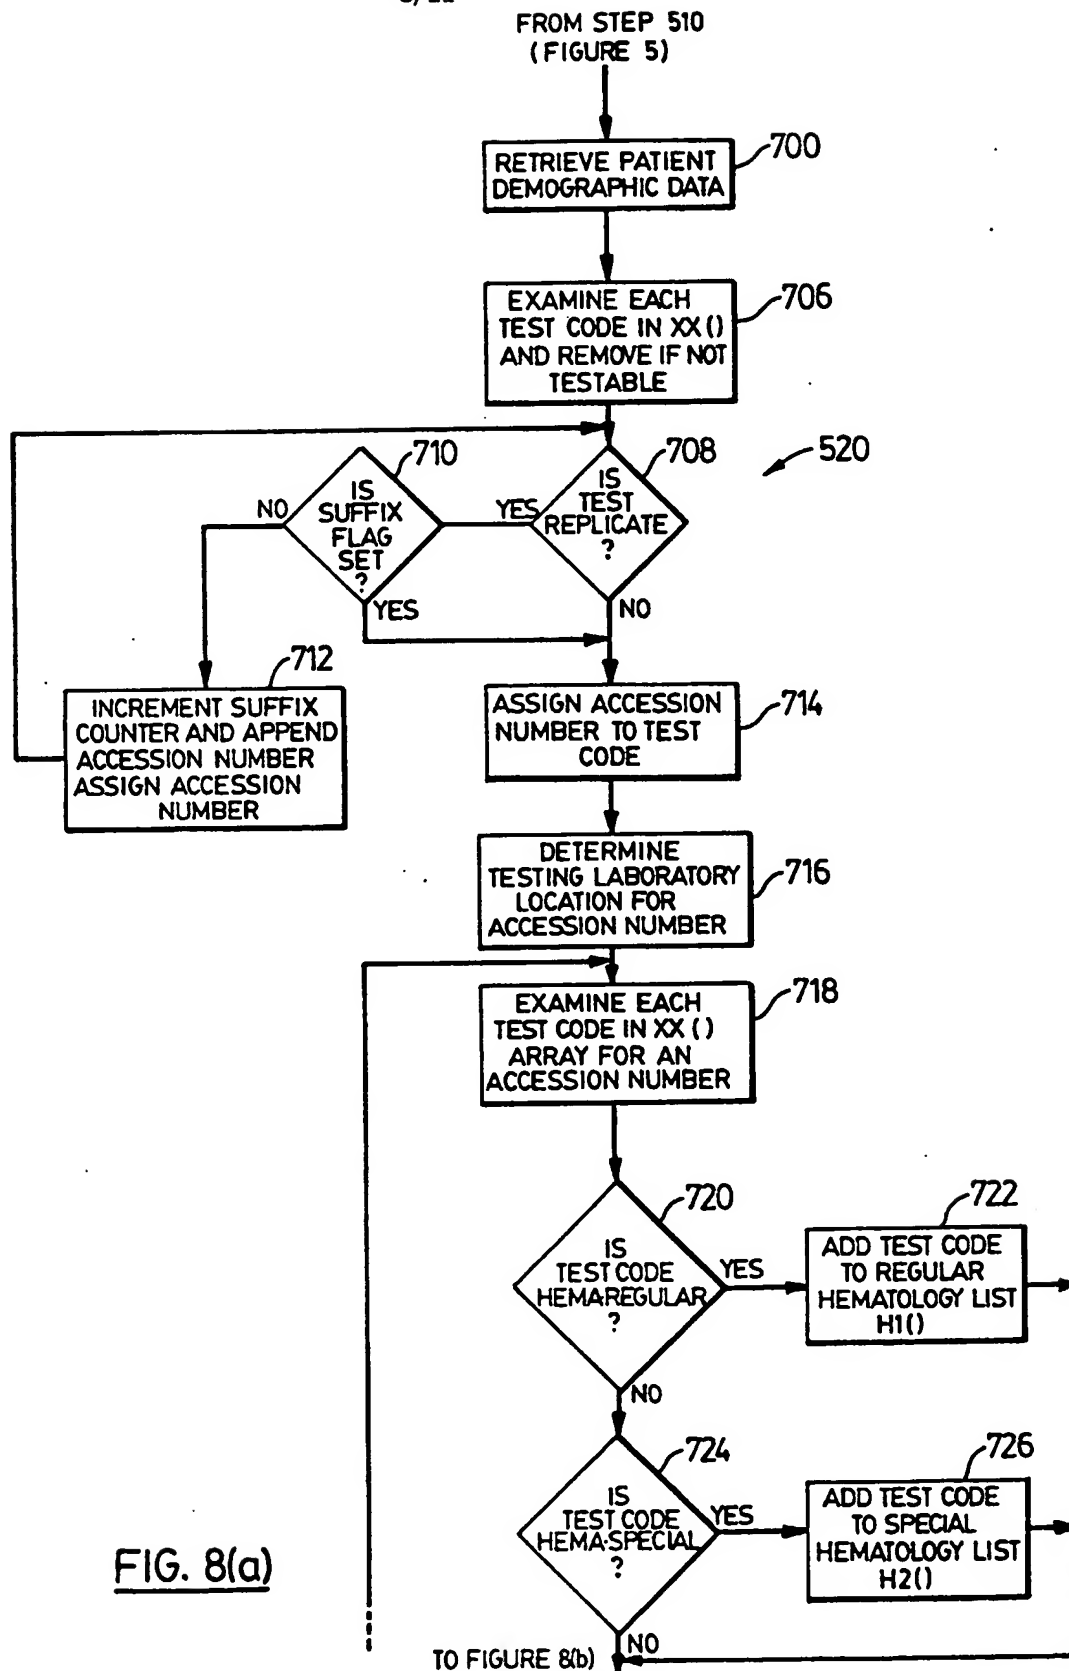 FROM STEP 510
(FIGURE 5)
700
RETRIEVE PATIENT
DEMOGRAPHIC DATA
706
EXAMINE EACH
TEST CODE IN XX()
AND REMOVE IF NOT
TESTABLE
710
708
520
IS
SUFFIX
FLAG
SET
?
NO
YES
YES
IS
TEST
REPLICATE
?
NO
712
INCREMENT SUFFIX
COUNTER AND APPEND
ACCESSION NUMBER
ASSIGN ACCESSION
NUMBER
714
ASSIGN ACCESSION
NUMBER TO TEST
CODE
716
DETERMINE
TESTING LABORATORY
LOCATION FOR
ACCESSION NUMBER
718
EXAMINE EACH
TEST CODE IN XX()
ARRAY FOR AN
ACCESSION NUMBER
720
IS
TEST CODE
HEMA·REGULAR
?
YES
NO
722
ADD TEST CODE
TO REGULAR
HEMATOLOGY LIST
H1()
724
IS
TEST CODE
HEMA·SPECIAL
?
YES
NO
726
ADD TEST CODE
TO SPECIAL
HEMATOLOGY LIST
H2()
FIG. 8(a)
TO FIGURE 8(b)